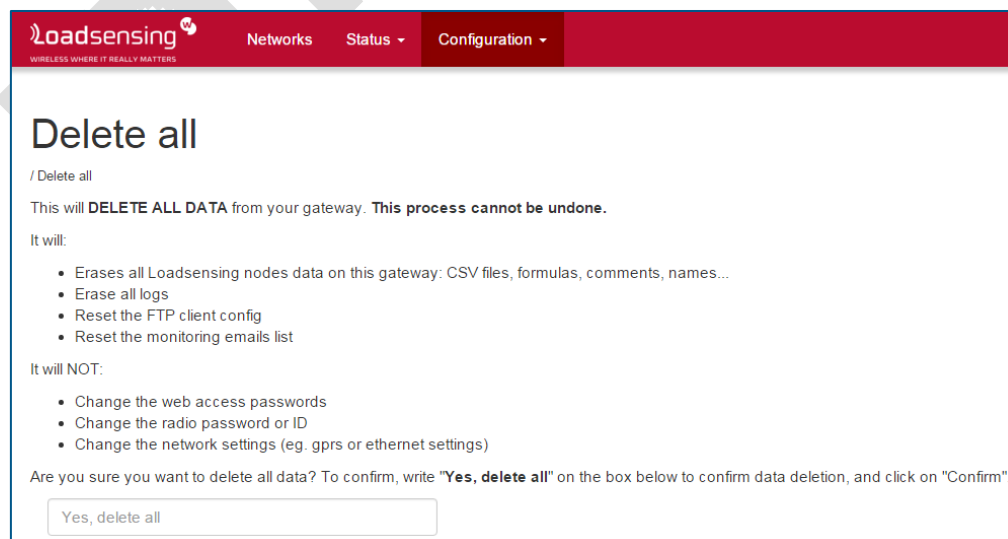 Loadsensing
WIRELESS WHERE IT REALLY MATTERS
Networks Status Configuration
Delete all
/ Delete all
This will DELETE ALL DATA from your gateway. This process cannot be undone.
It will:
• Erases all Loadsensing nodes data on this gateway: CSV files, formulas, comments, names...
• Erase all logs
• Reset the FTP client config
• Reset the monitoring emails list
It will NOT:
• Change the web access passwords
• Change the radio password or ID
• Change the network settings (eg. gprs or ethernet settings)
Are you sure you want to delete all data? To confirm, write "Yes, delete all" on the box below to confirm data deletion, and click on "Confirm"
Yes, delete all